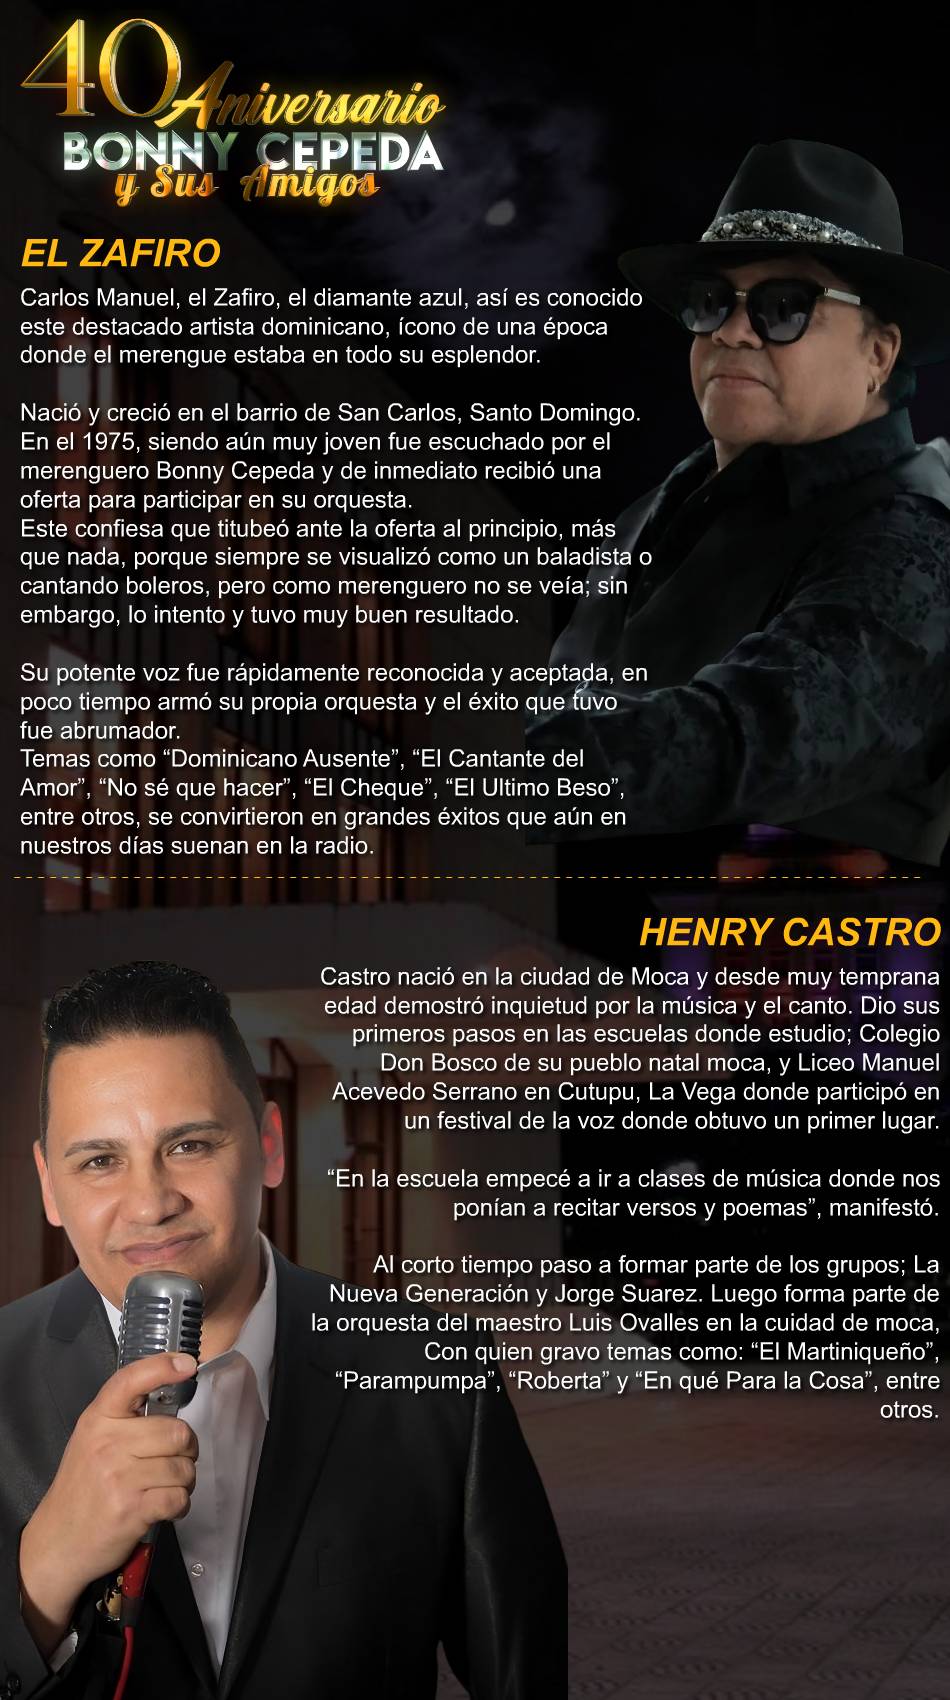 40 Aniversario
BONNY CEPEDA
y Sus Amigos
EL ZAFIRO
Carlos Manuel, el Zafiro, el diamante azul, así es conocido
este destacado artista dominicano, ícono de una época
donde el merengue estaba en todo su esplendor.
Nació y creció en el barrio de San Carlos, Santo Domingo.
En el 1975, siendo aún muy joven fue escuchado por el
merenguero Bonny Cepeda y de inmediato recibió una
oferta para participar en su orquesta.
Este confiesa que titubeó ante la oferta al principio, más
que nada, porque siempre se visualizó como un baladista o
cantando boleros, pero como merenguero no se veía; sin
embargo, lo intento y tuvo muy buen resultado.
Su potente voz fue rápidamente reconocida y aceptada, en
poco tiempo armó su propia orquesta y el éxito que tuvo
fue abrumador.
Temas como “Dominicano Ausente”, “El Cantante del
Amor”, “No sé que hacer”, “El Cheque”, “El Ultimo Beso”,
entre otros, se convirtieron en grandes éxitos que aún en
nuestros días suenan en la radio.
HENRY CASTRO
Castro nació en la ciudad de Moca y desde muy temprana
edad demostró inquietud por la música y el canto. Dio sus
primeros pasos en las escuelas donde estudio; Colegio
Don Bosco de su pueblo natal moca, y Liceo Manuel
Acevedo Serrano en Cutupu, La Vega donde participó en
un festival de la voz donde obtuvo un primer lugar.
“En la escuela empecé a ir a clases de música donde nos
ponían a recitar versos y poemas”, manifestó.
Al corto tiempo paso a formar parte de los grupos; La
Nueva Generación y Jorge Suarez. Luego forma parte de
la orquesta del maestro Luis Ovalles en la cuidad de moca,
Con quien gravo temas como: “El Martiniqueño”,
“Parampumpa”, “Roberta” y “En qué Para la Cosa”, entre
otros.